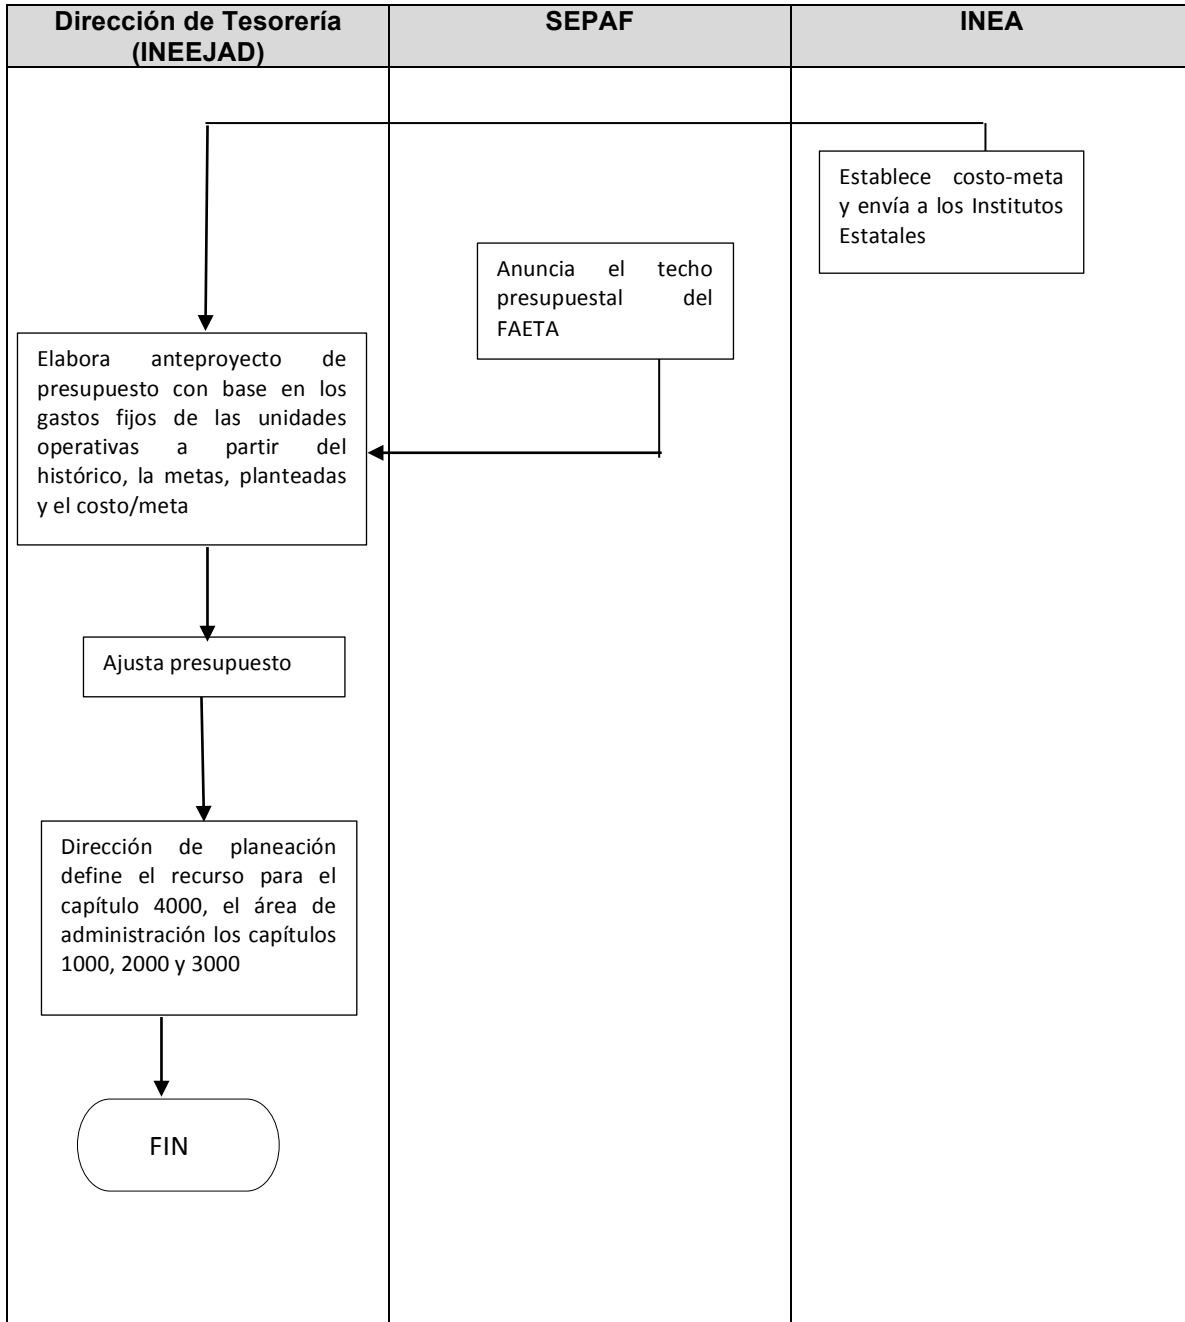 Dirección de Tesorería
(INEEJAD)
SEPAF
INEA
Establece costo-meta
y envía a los Institutos
Estatales
Anuncia el techo
presupuestal del
FAETA
Elabora anteproyecto de
presupuesto con base en los
gastos fijos de las unidades
operativas a partir del
histórico, la metas, planteadas
y el costo/meta
Ajusta presupuesto
Dirección de planeación
define el recurso para el
capítulo 4000, el área de
administración los capítulos
1000, 2000 y 3000
FIN